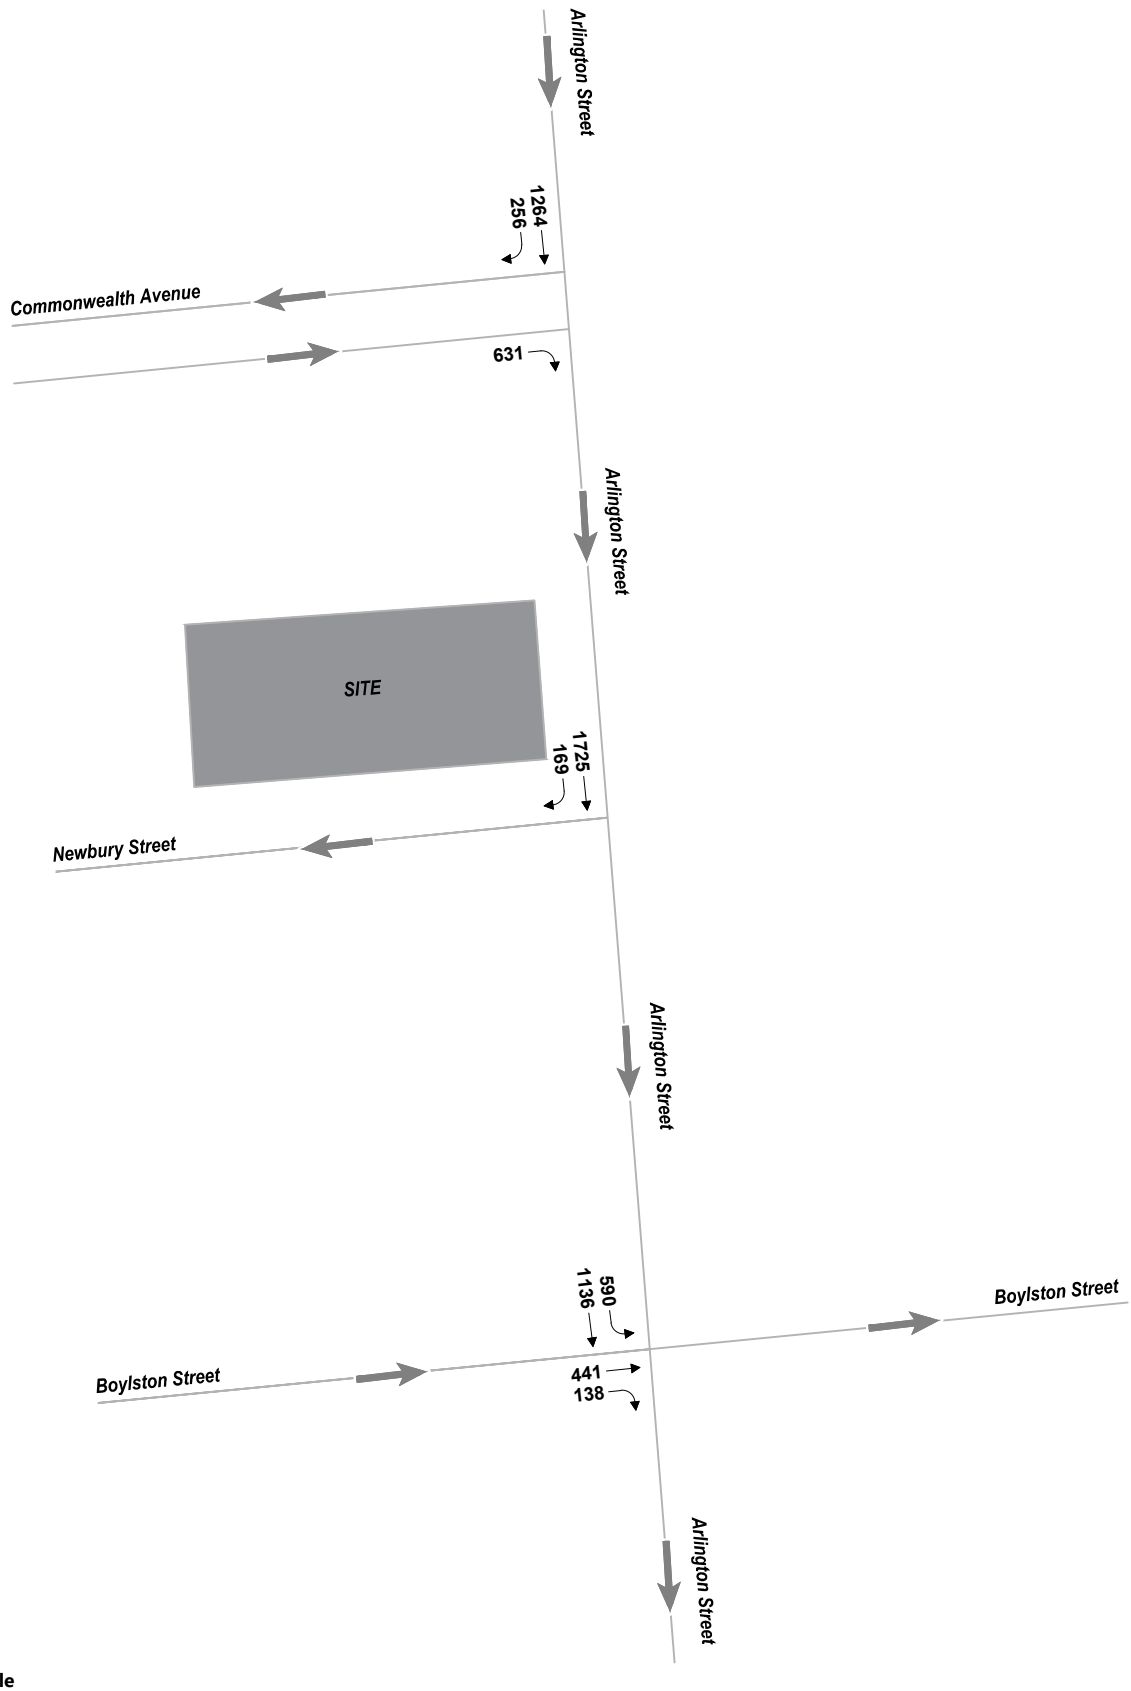 Arlington Street
1264
256
Commonwealth Avenue
631
Arlington Street
SITE
1725
169
Newbury Street
Arlington Street
590
1136
Boylston Street
441
138
Boylston Street
Arlington Street
le